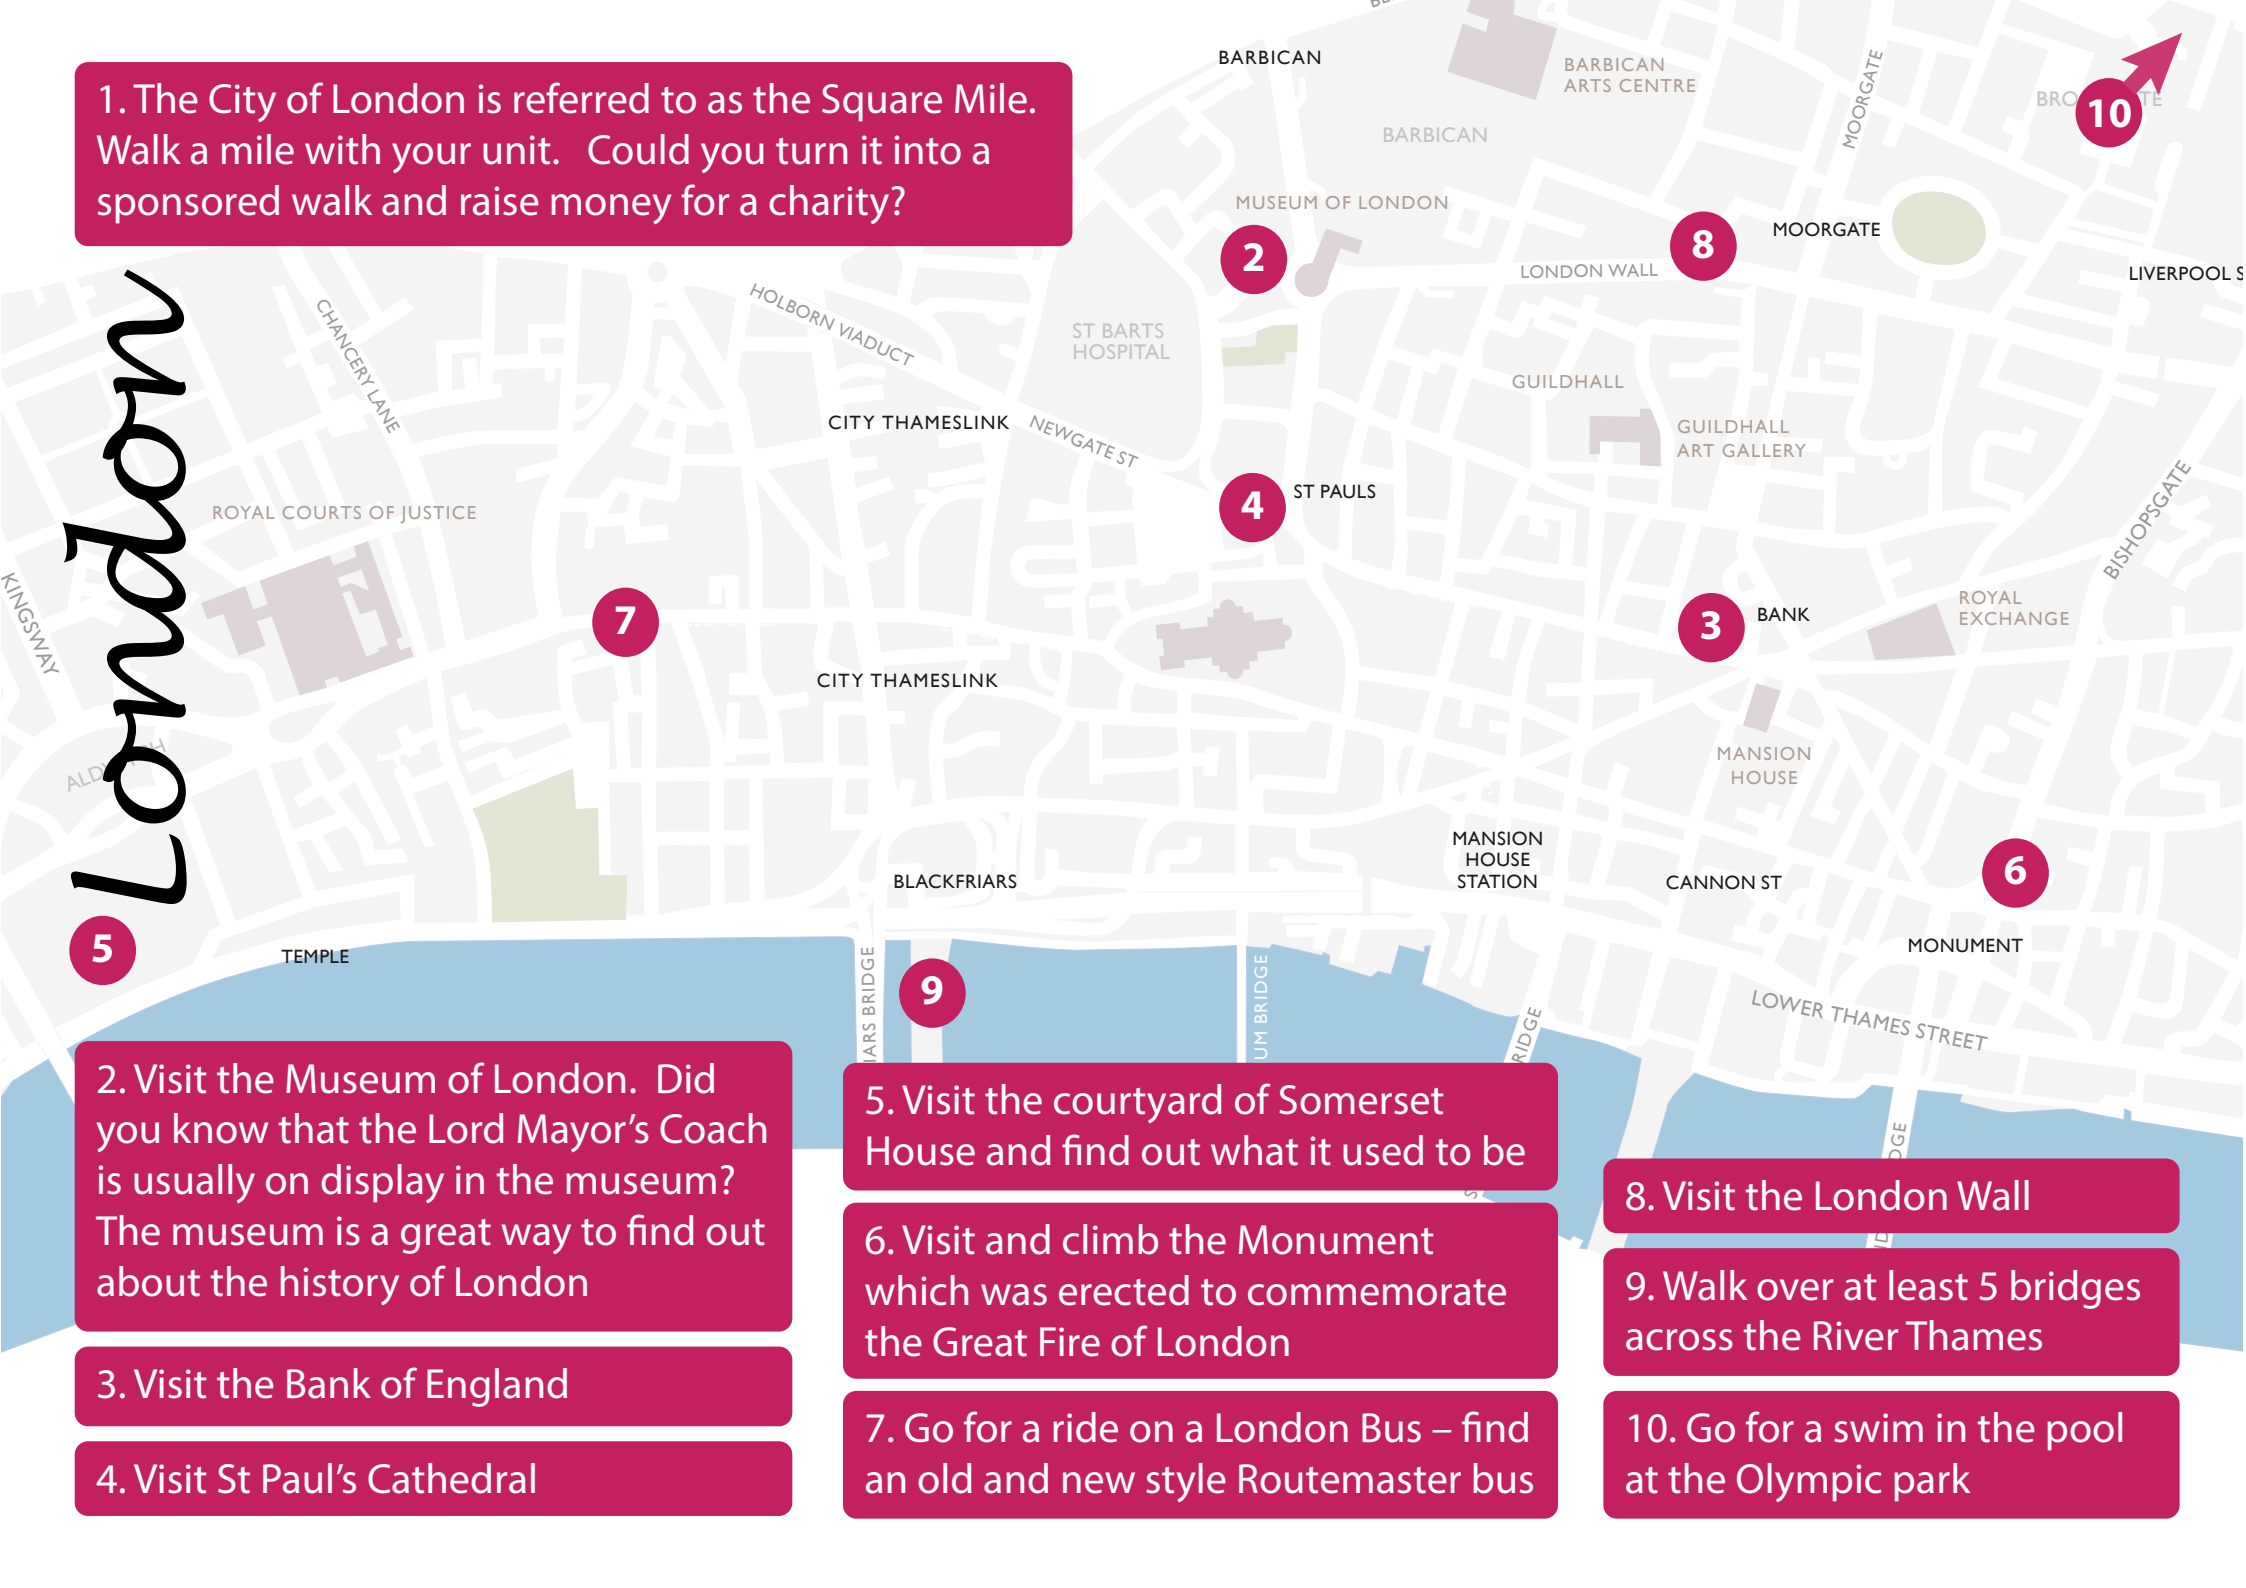 1. The City of London is referred to as the Square Mile.
Walk a mile with your unit.   Could you turn it into a
sponsored walk and raise money for a charity?
London
BARBICAN
BARBICAN
ARTS CENTRE
BARBICAN
MOORGATE
10
MUSEUM OF LONDON
2
8
MOORGATE
LONDON WALL
LIVERPOOL S
HOLBORN VIADUCT
CHANCERY LANE
ST BARTS
HOSPITAL
GUILDHALL
GUILDHALL
ART GALLERY
CITY THAMESLINK
NEWGATE ST
4
ST PAULS
BISHOPSGATE
ROYAL COURTS OF JUSTICE
KINGSWAY
7
3
BANK
ROYAL
EXCHANGE
CITY THAMESLINK
MANSION
HOUSE
MANSION
HOUSE
STATION
BLACKFRIARS
CANNON ST
6
MONUMENT
5
TEMPLE
9
IARS BRIDGE
UM BRIDGE
RIDGE
LOWER THAMES STREET
DGE
2. Visit the Museum of London.  Did
you know that the Lord Mayor’s Coach
is usually on display in the museum?
The museum is a great way to find out
about the history of London
3. Visit the Bank of England
4. Visit St Paul’s Cathedral
5. Visit the courtyard of Somerset
House and find out what it used to be
6. Visit and climb the Monument
which was erected to commemorate
the Great Fire of London
7. Go for a ride on a London Bus – find
an old and new style Routemaster bus
8. Visit the London Wall
9. Walk over at least 5 bridges
across the River Thames
10. Go for a swim in the pool
at the Olympic park